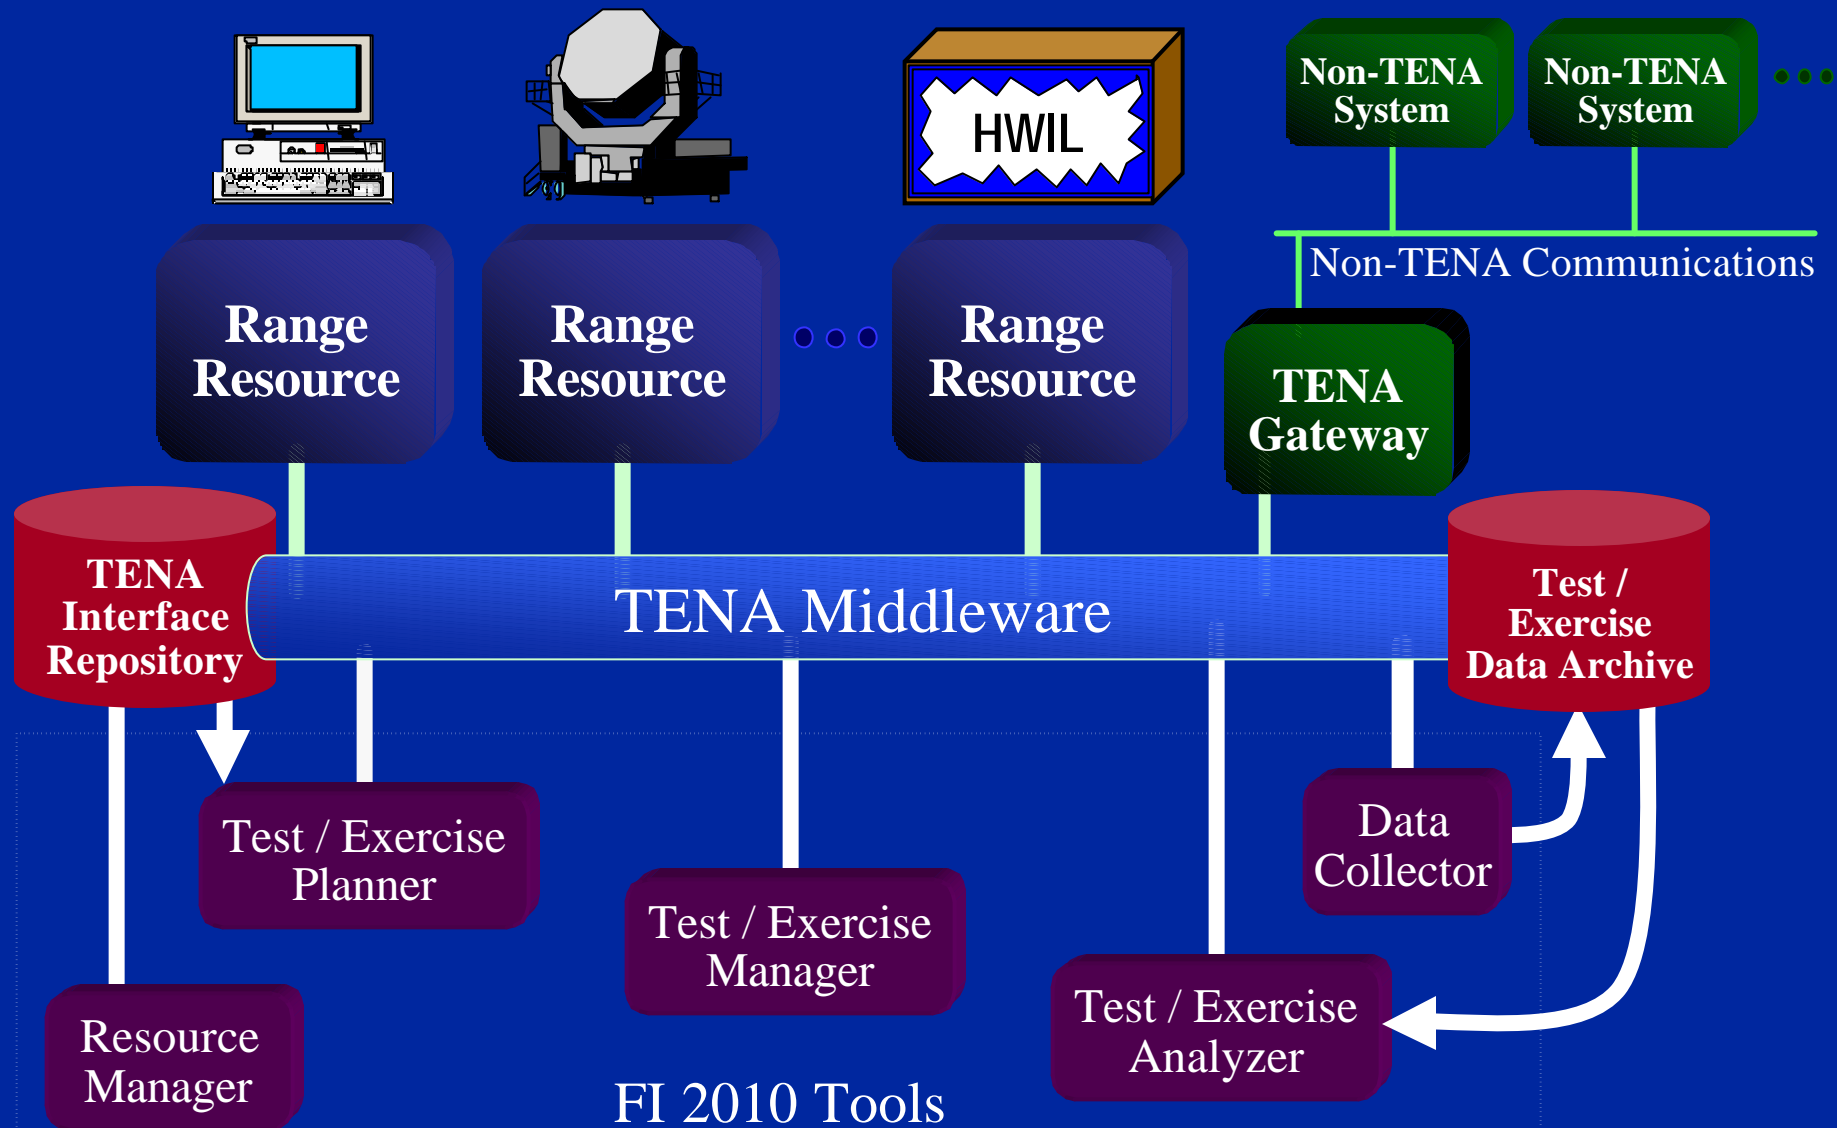 HWIL
Non-TENA
System
Non-TENA
System
Non-TENA Communications
Range
Resource
Range
Resource
Range
Resource
TENA
Gateway
TENA
Interface
Repository
TENA Middleware
Test /
Exercise
Data Archive
Test / Exercise
Planner
Test / Exercise
Manager
Data
Collector
Resource
Manager
Test / Exercise
Analyzer
FI 2010 Tools